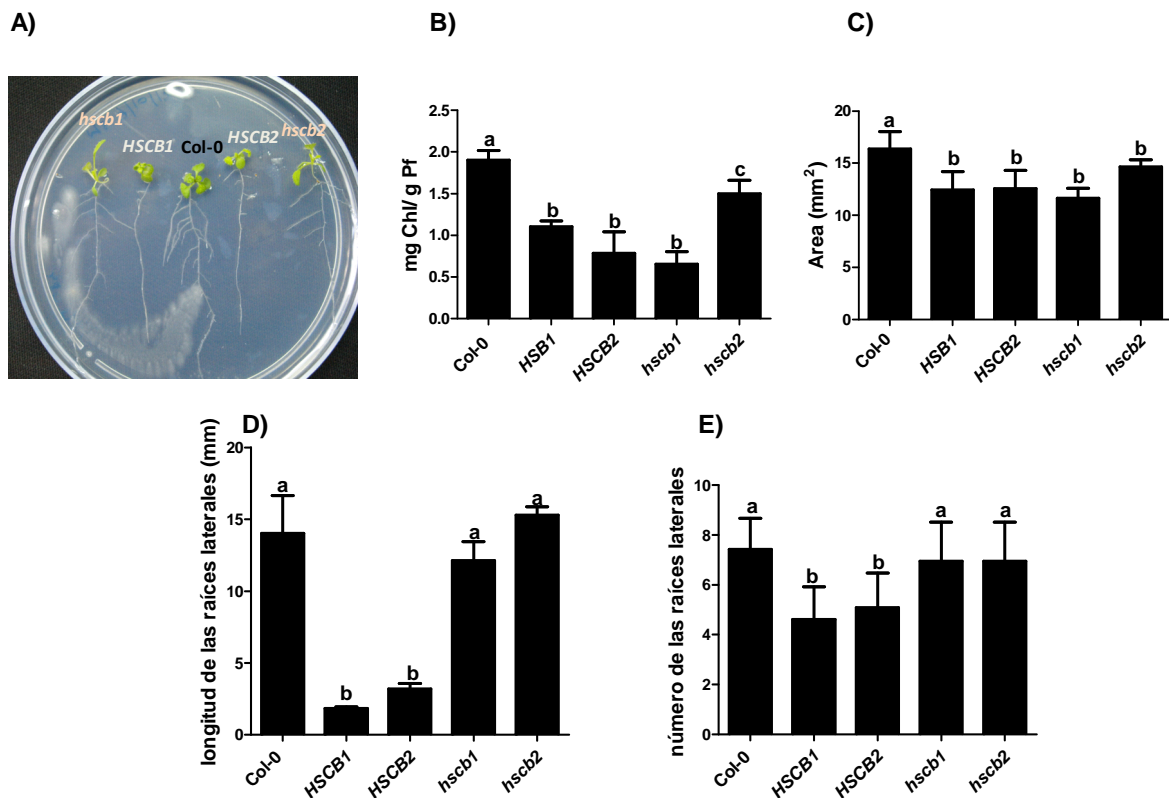 A)
hscb1
HSCB1
Col-0
HSCB2
hscb2
B)
mg Chl/ g Pf
2.5
2.0
1.5
1.0
0.5
0.0
a
b
b
b
c
Col-0
HSB1
HSCB2
hscb1
hscb2
C)
Area (mm²)
20
15
10
5
0
a
b
b
b
b
Col-0
HSB1
HSCB2
hscb1
hscb2
D)
longitud de las raíces laterales (mm)
20
15
10
5
0
a
b
b
a
a
Col-0
HSCB1
HSCB2
hscb1
hscb2
E)
número de las raíces laterales
10
8
6
4
2
0
a
b
b
a
a
Col-0
HSCB1
HSCB2
hscb1
hscb2